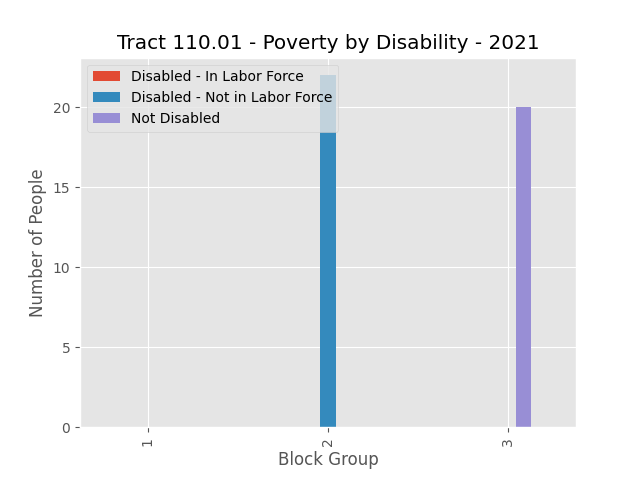 Tract 110.01 - Poverty by Disability - 2021
Disabled - In Labor Force
Disabled - Not in Labor Force
Not Disabled
Number of People
20
15
10
5
0
1
2
3
Block Group